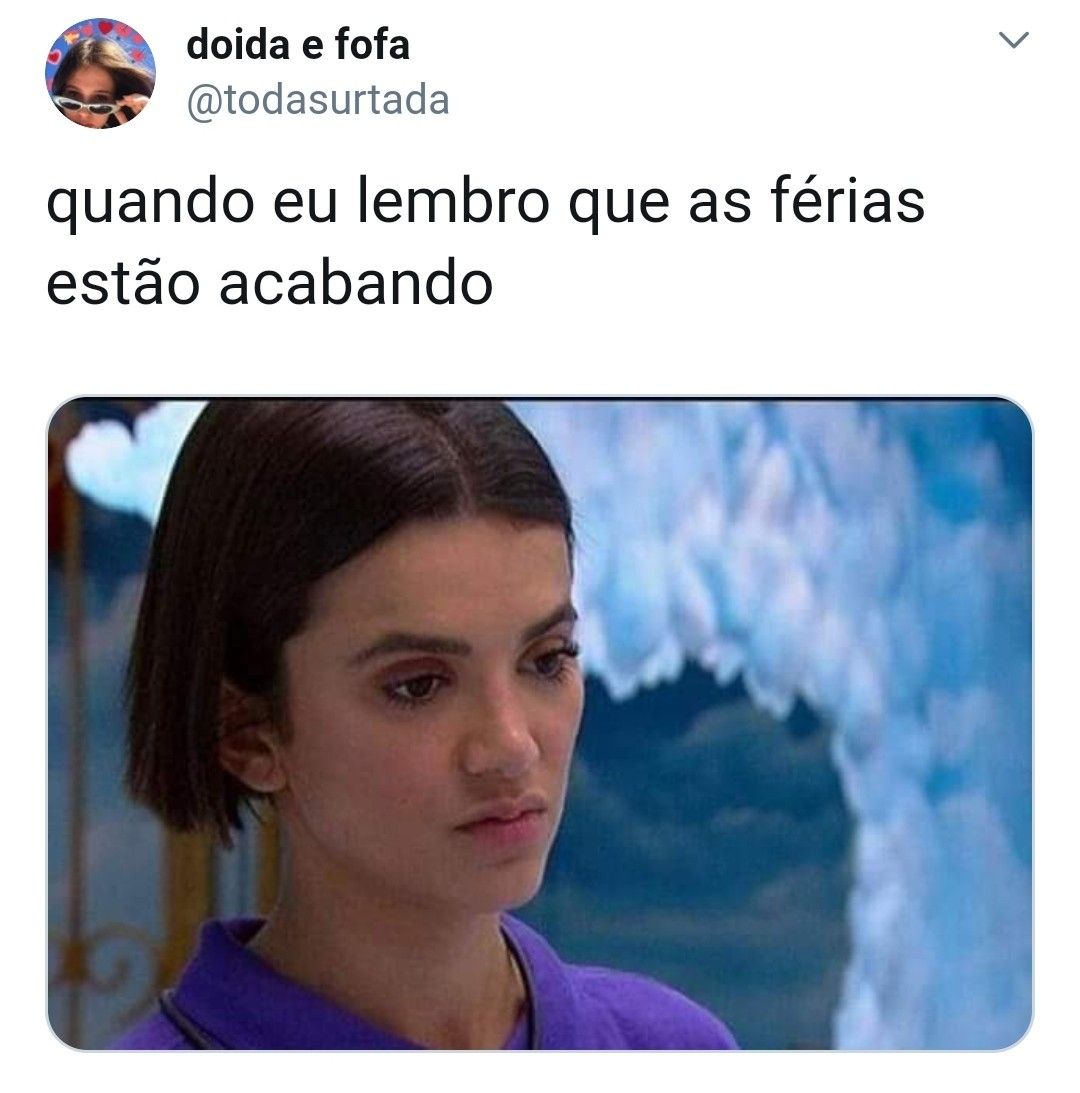 doida e fofa
@todasurtada
quando eu lembro que as férias
estão acabando